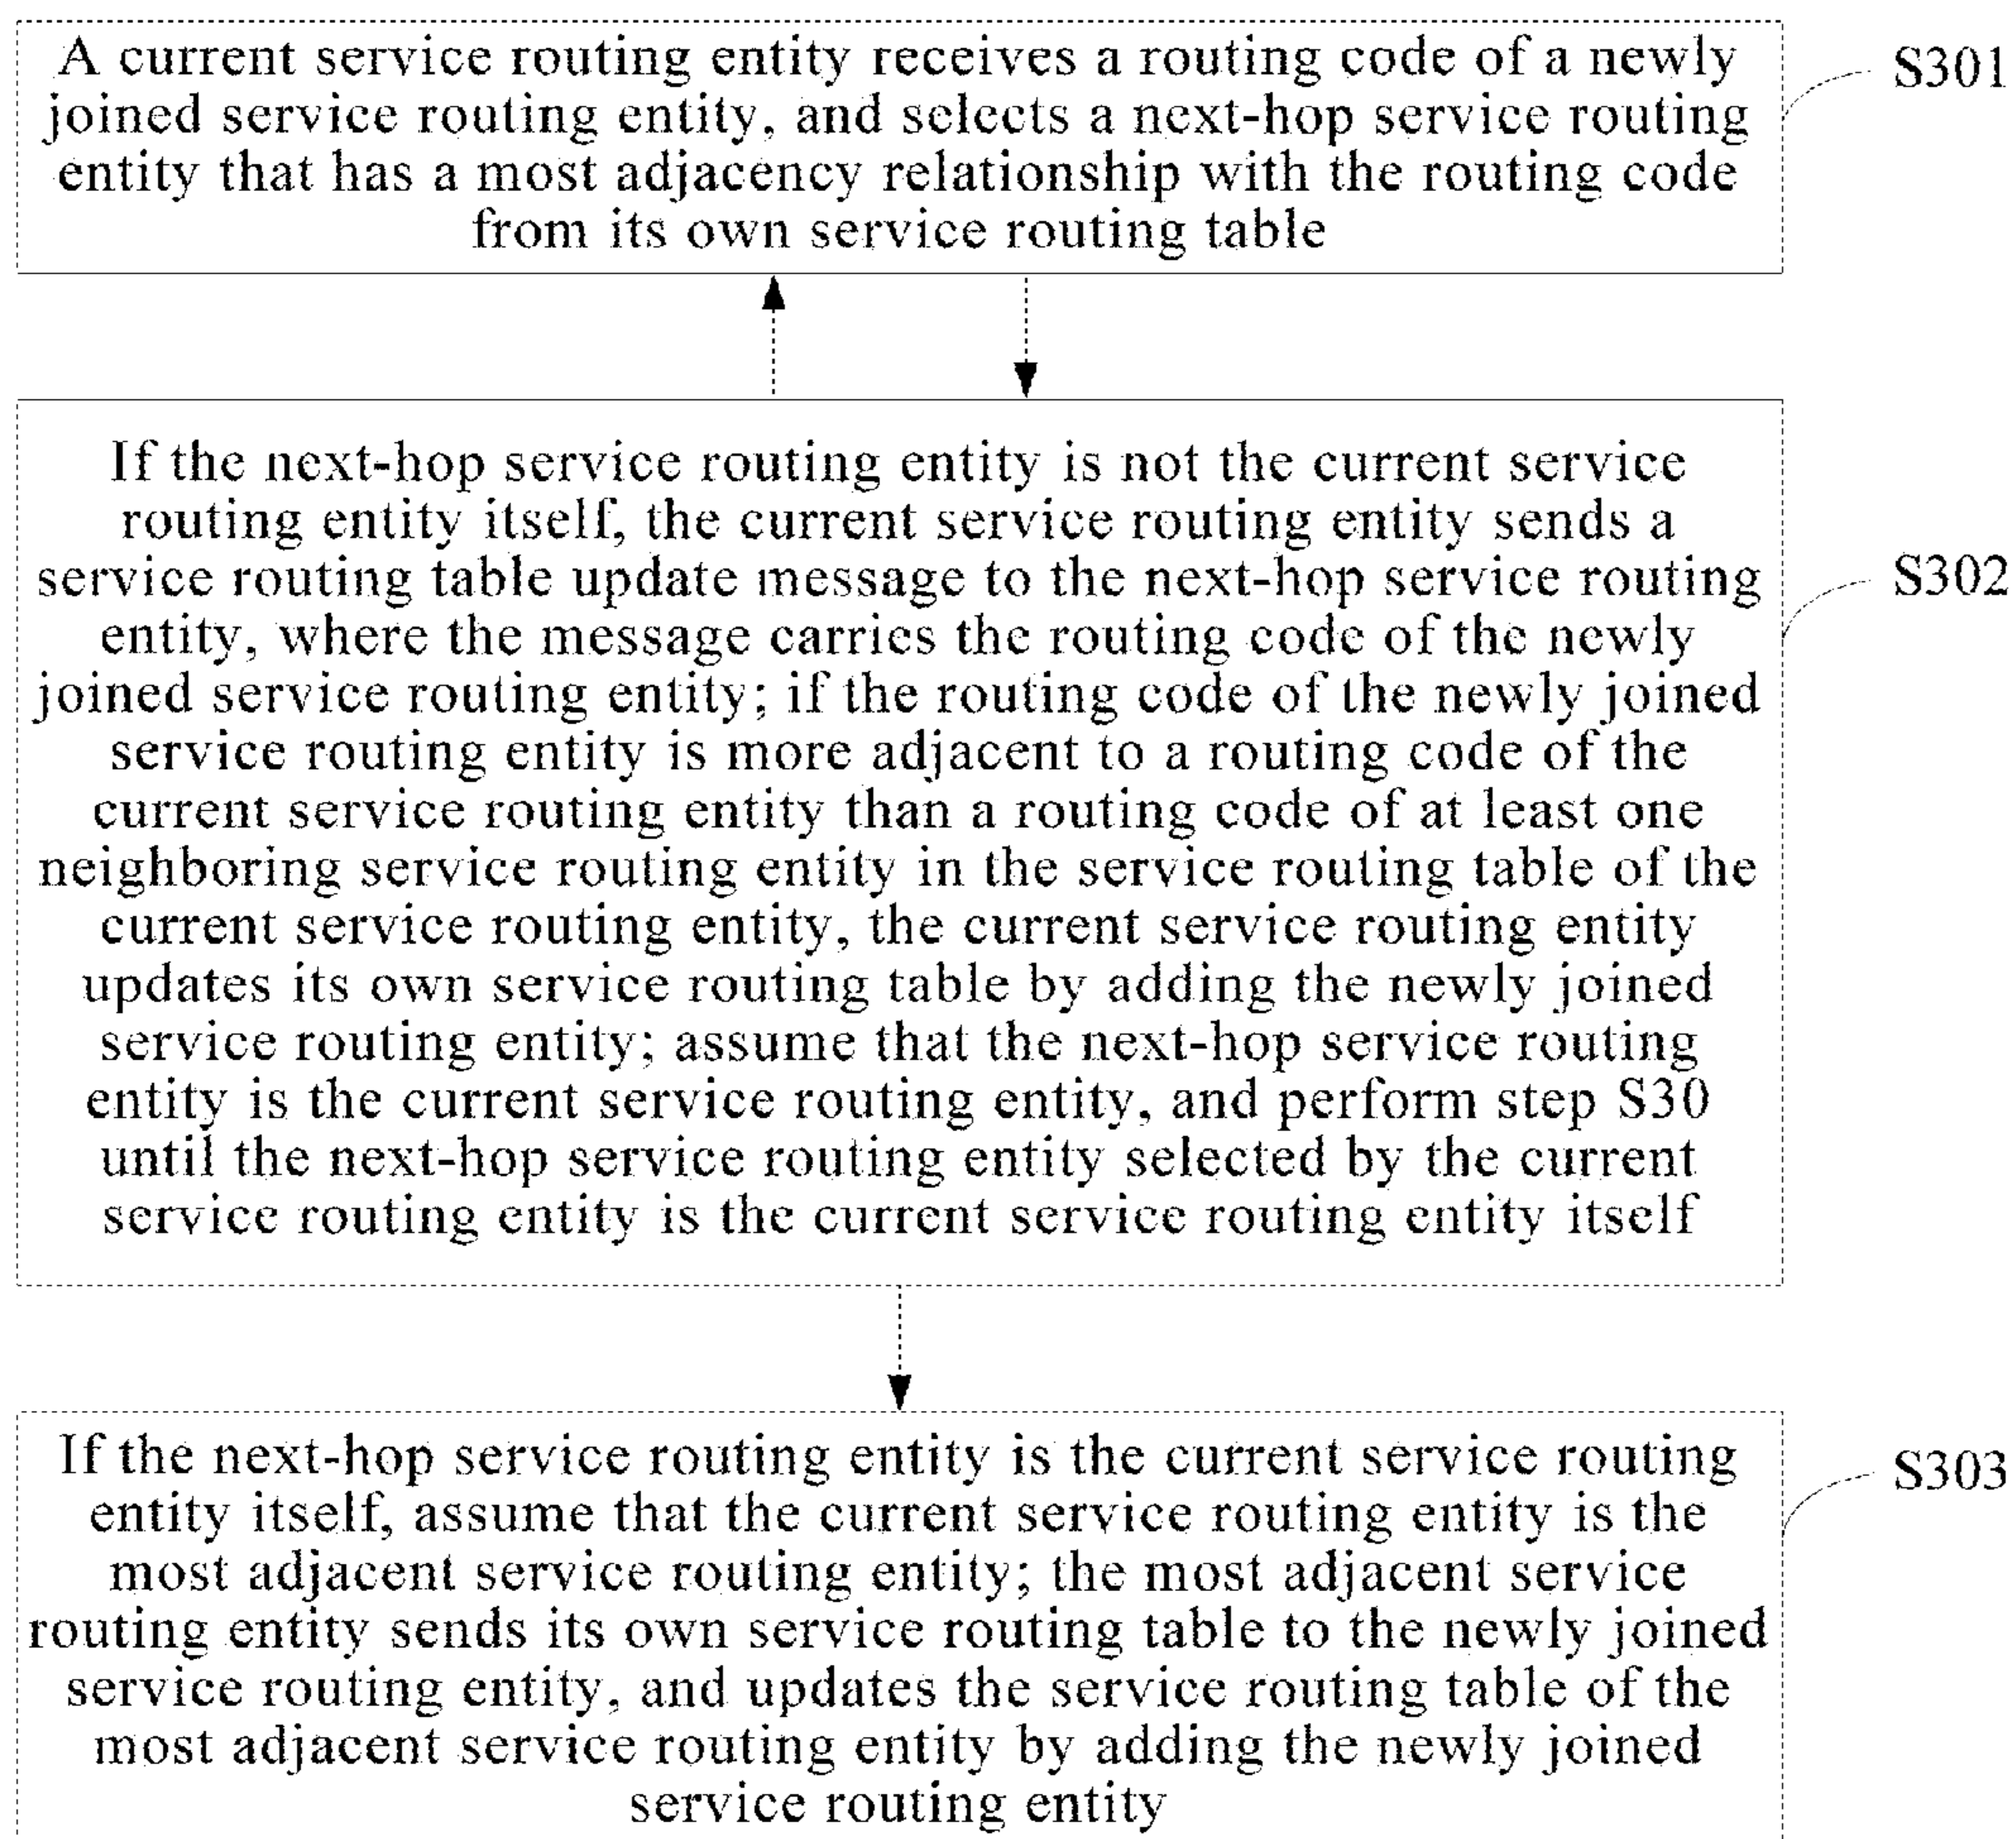 A current service routing entity receives a routing code of a newly
joined service routing entity, and selects a next-hop service routing
entity that has a most adjacency relationship with the routing code
from its own service routing table
S301
If the next-hop service routing entity is not the current service
routing entity itself, the current service routing entity sends a
service routing table update message to the next-hop service routing
entity, where the message carries the routing code of the newly
joined service routing entity; if the routing code of the newly joined
service routing entity is more adjacent to a routing code of the
current service routing entity than a routing code of at least one
neighboring service routing entity in the service routing table of the
current service routing entity, the current service routing entity
updates its own service routing table by adding the newly joined
service routing entity; assume that the next-hop service routing
entity is the current service routing entity, and perform step S30
until the next-hop service routing entity selected by the current
service routing entity is the current service routing entity itself
S302
If the next-hop service routing entity is the current service routing
entity itself, assume that the current service routing entity is the
most adjacent service routing entity; the most adjacent service
routing entity sends its own service routing table to the newly joined
service routing entity, and updates the service routing table of the
most adjacent service routing entity by adding the newly joined
service routing entity
S303